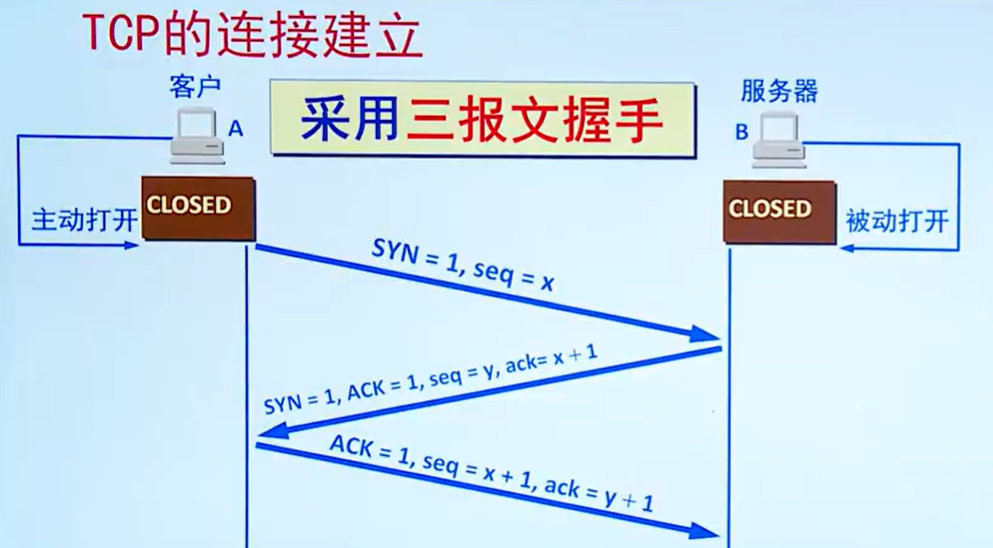 TCP的连接建立
客户
采用三报文握手
服务器
A
B
CLOSED
CLOSED
主动打开
被动打开
SYN = 1, seq = x
SYN = 1, ACK = 1, seq = y, ack= x + 1
ACK = 1, seq = x + 1, ack = y + 1